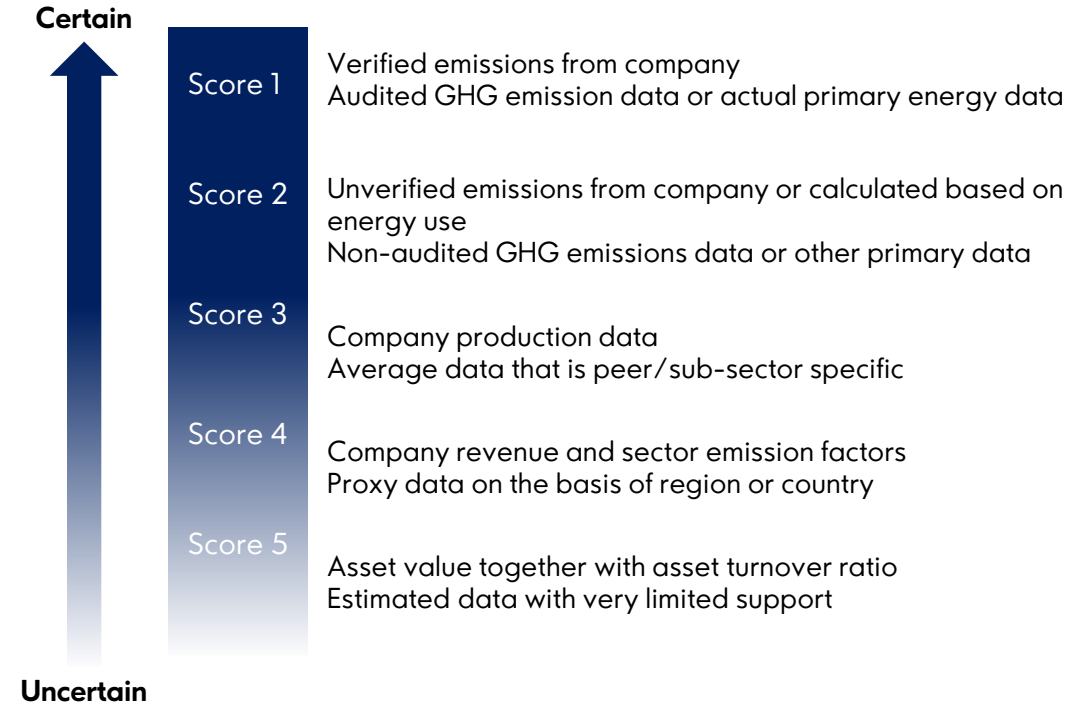 Certain
Score 1
Verified emissions from company
Audited GHG emission data or actual primary energy data
Score 2
Unverified emissions from company or calculated based on
energy use
Non-audited GHG emissions data or other primary data
Score 3
Company production data
Average data that is peer/sub-sector specific
Score 4
Company revenue and sector emission factors
Proxy data on the basis of region or country
Score 5
Asset value together with asset turnover ratio
Estimated data with very limited support
Uncertain